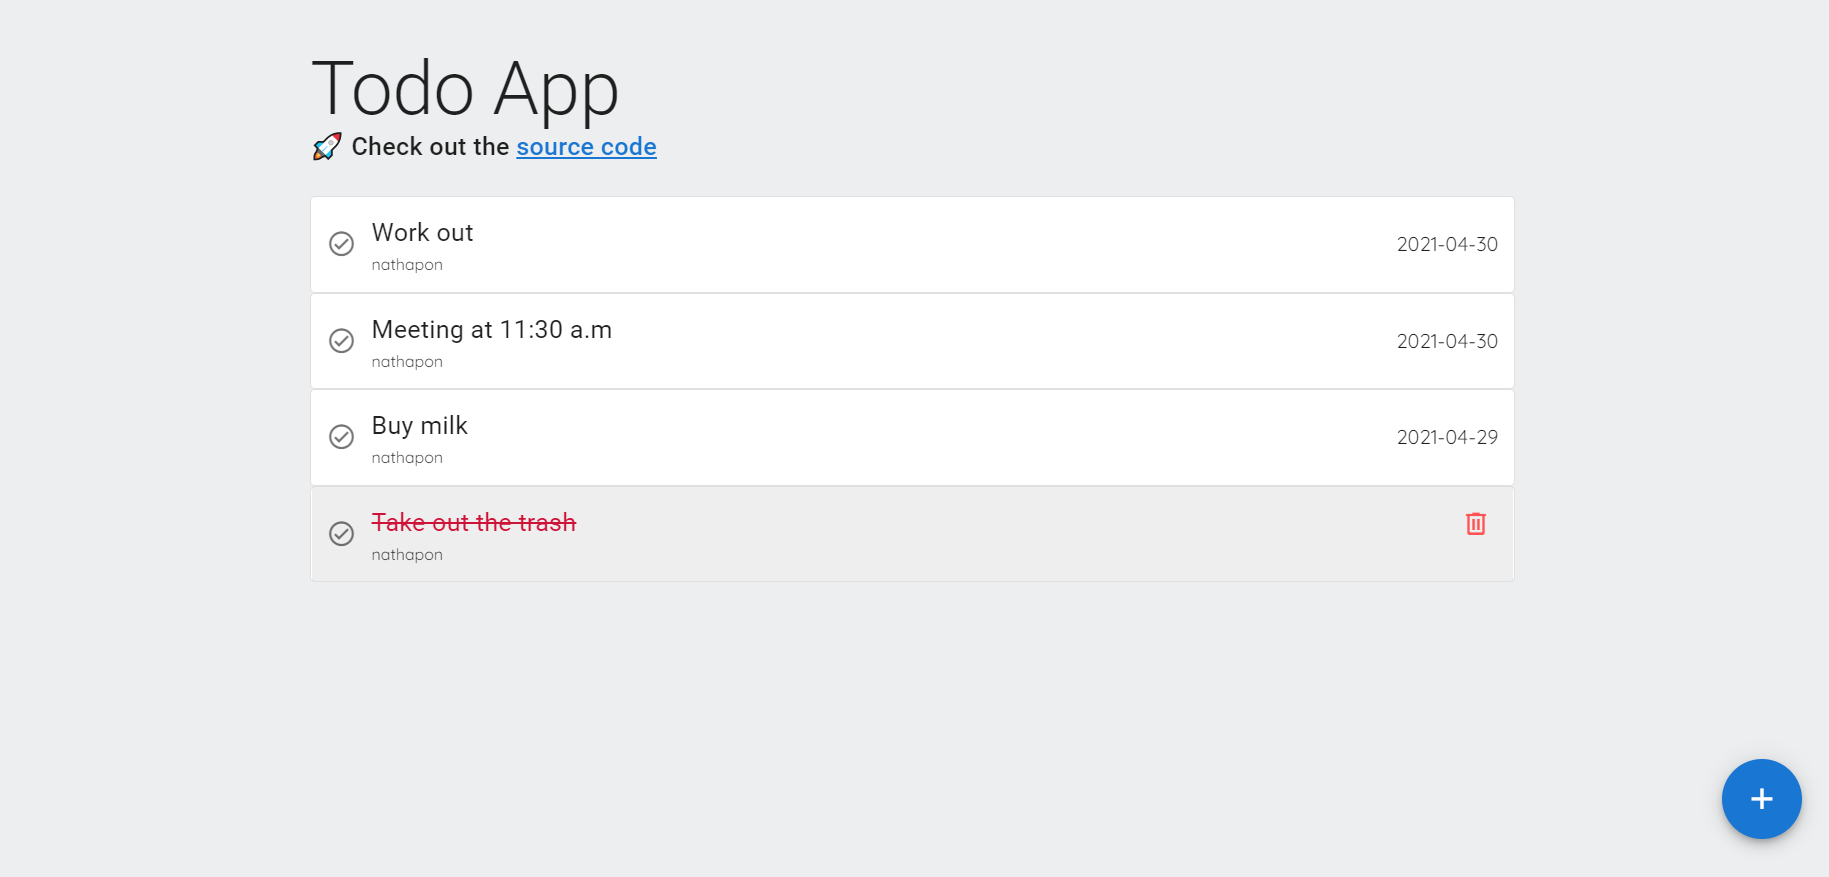 Todo App
🚀 Check out the source code
Work out
nathapon
2021-04-30
Meeting at 11:30 a.m
nathapon
2021-04-30
Buy milk
nathapon
2021-04-29
Take out the trash
nathapon